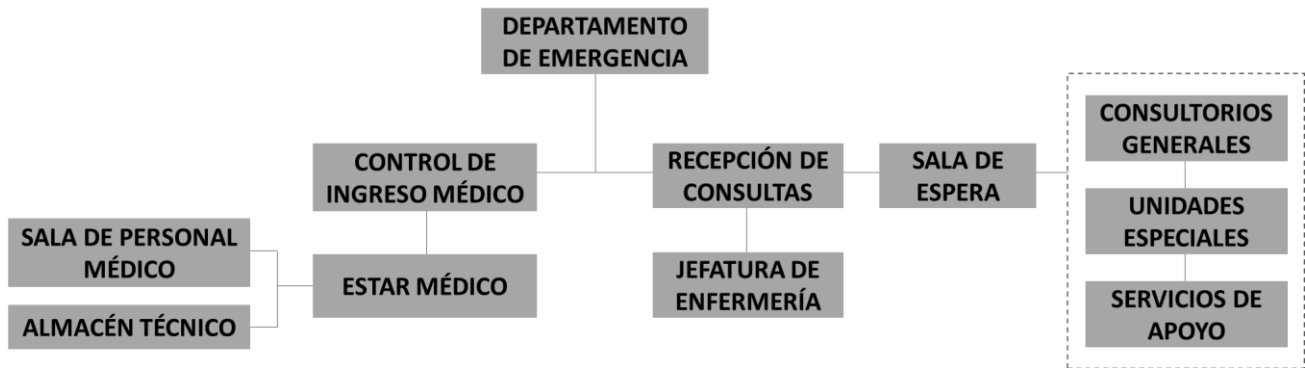 DEPARTAMENTO
DE EMERGENCIA
CONTROL DE
INGRESO MÉDICO
RECEPCIÓN DE
CONSULTAS
SALA DE
ESPERA
CONSULTORIOS
GENERALES
SALA DE PERSONAL
MÉDICO
ESTAR MÉDICO
JEFATURA DE
ENFERMERÍA
UNIDADES
ESPECIALES
ALMACÉN TÉCNICO
SERVICIOS DE
APOYO